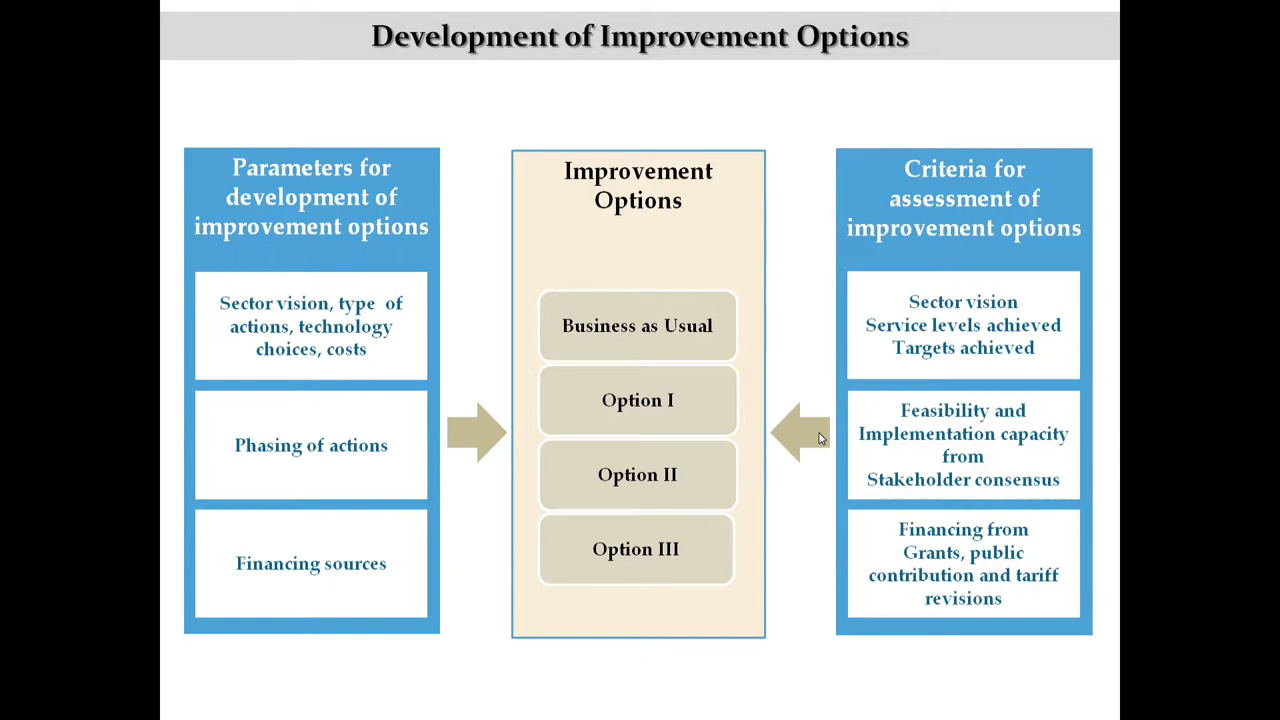 Development of Improvement Options
Parameters for
development of
improvement options
Sector vision, type of
actions, technology
choices, costs
Phasing of actions
Financing sources
Improvement
Options
Business as Usual
Option I
Option II
Option III
Criteria for
assessment of
improvement options
Sector vision
Service levels achieved
Targets achieved
Feasibility and
Implementation capacity
from
Stakeholder consensus
Financing from
Grants, public
contribution and tariff
revisions